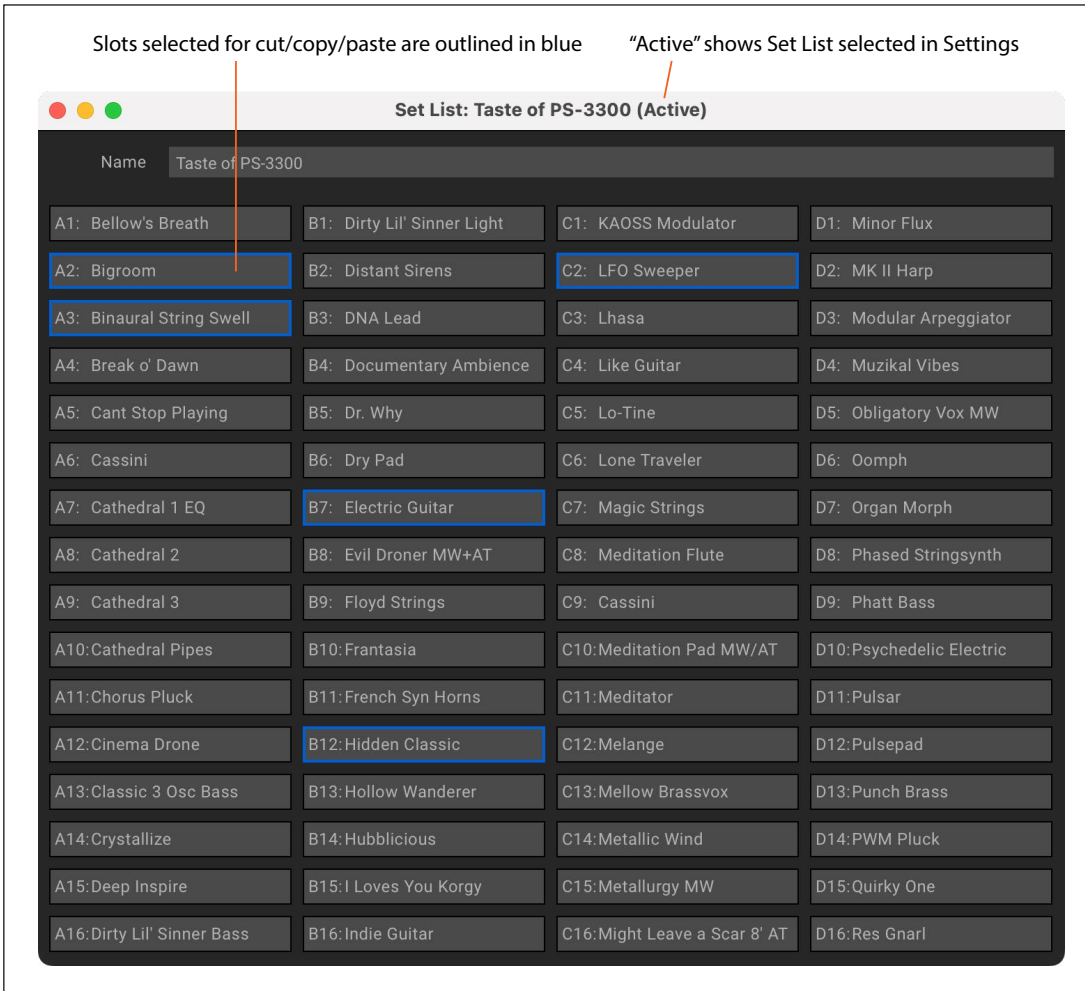 Slots selected for cut/copy/paste are outlined in blue
“Active” shows Set List selected in Settings
Set List: Taste of PS-3300 (Active)
Name Taste of PS-3300
A1: Bellow's Breath B1: Dirty Lil' Sinner Light C1: KAOSS Modulator D1: Minor Flux
A2: Bigroom B2: Distant Sirens C2: LFO Sweeper D2: MK II Harp
A3: Binaural String Swell B3: DNA Lead C3: Lhasa D3: Modular Arpeggiator
A4: Break o' Dawn B4: Documentary Ambience C4: Like Guitar D4: Muzikal Vibes
A5: Cant Stop Playing B5: Dr. Why C5: Lo-Tine D5: Obligatory Vox MW
A6: Cassini B6: Dry Pad C6: Lone Traveler D6: Oomph
A7: Cathedral 1 EQ B7: Electric Guitar C7: Magic Strings D7: Organ Morph
A8: Cathedral 2 B8: Evil Droner MW+AT C8: Meditation Flute D8: Phased Stringsynth
A9: Cathedral 3 B9: Floyd Strings C9: Cassini D9: Phatt Bass
A10:Cathedral Pipes B10:Frantasia C10:Meditation Pad MW/AT D10:Psychedelic Electric
A11:Chorus Pluck B11:French Syn Horns C11:Meditator D11:Pulsar
A12:Cinema Drone B12:Hidden Classic C12:Melange D12:Pulsepad
A13:Classic 3 Osc Bass B13:Hollow Wanderer C13:Mellow Brassvox D13:Punch Brass
A14:Crystallize B14:Hubblicious C14:Metallic Wind D14:PWM Pluck
A15:Deep Inspire B15:I Loves You Korgy C15:Metallurgy MW D15:Quirky One
A16:Dirty Lil' Sinner Bass B16:Indie Guitar C16:Might Leave a Scar 8' AT D16:Res Gnarl